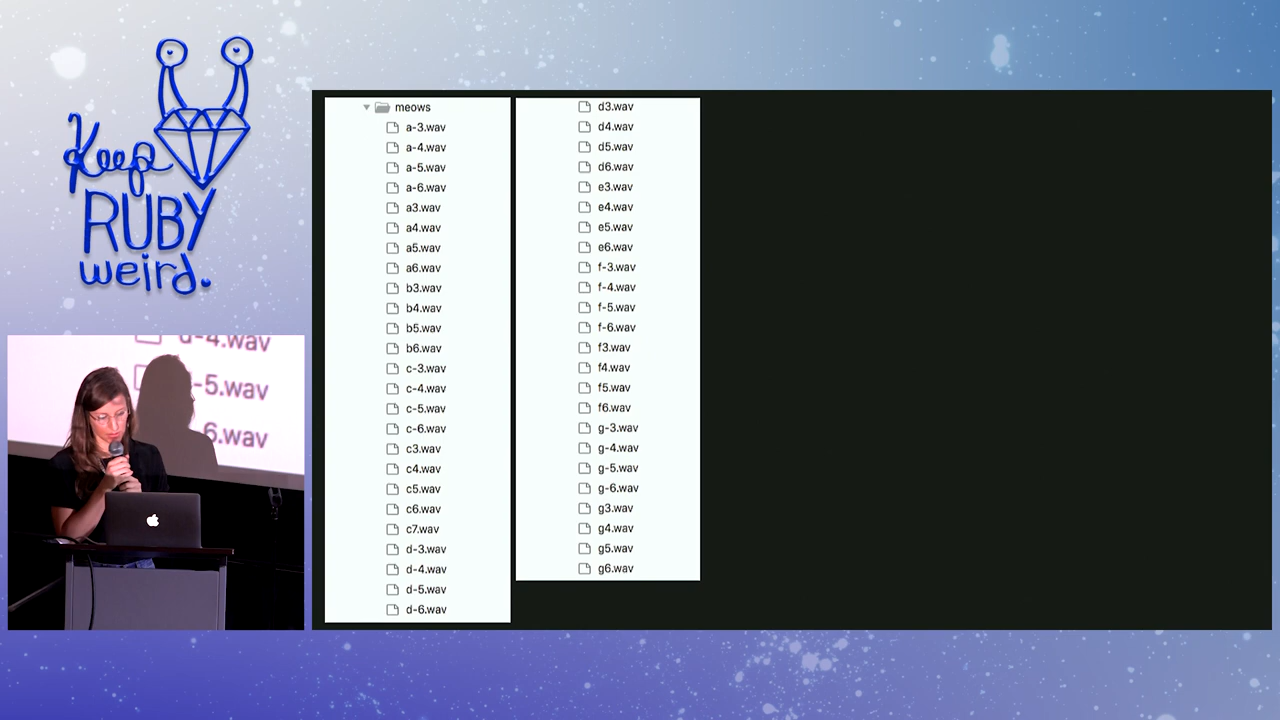 Keep
RUBY
weird.
meows
a-3.wav
a-4.wav
a-5.wav
a-6.wav
a3.wav
a4.wav
a5.wav
a6.wav
b3.wav
b4.wav
b5.wav
b6.wav
c-3.wav
c-4.wav
c-5.wav
c-6.wav
c3.wav
c4.wav
c5.wav
c6.wav
c7.wav
d-3.wav
d-4.wav
d-5.wav
d-6.wav
d3.wav
d4.wav
d5.wav
d6.wav
e3.wav
e4.wav
e5.wav
e6.wav
f-3.wav
f-4.wav
f-5.wav
f-6.wav
f3.wav
f4.wav
f5.wav
f6.wav
g-3.wav
g-4.wav
g-5.wav
g-6.wav
g3.wav
g4.wav
g5.wav
g6.wav
d-4.wav
-5.wav
6.wav